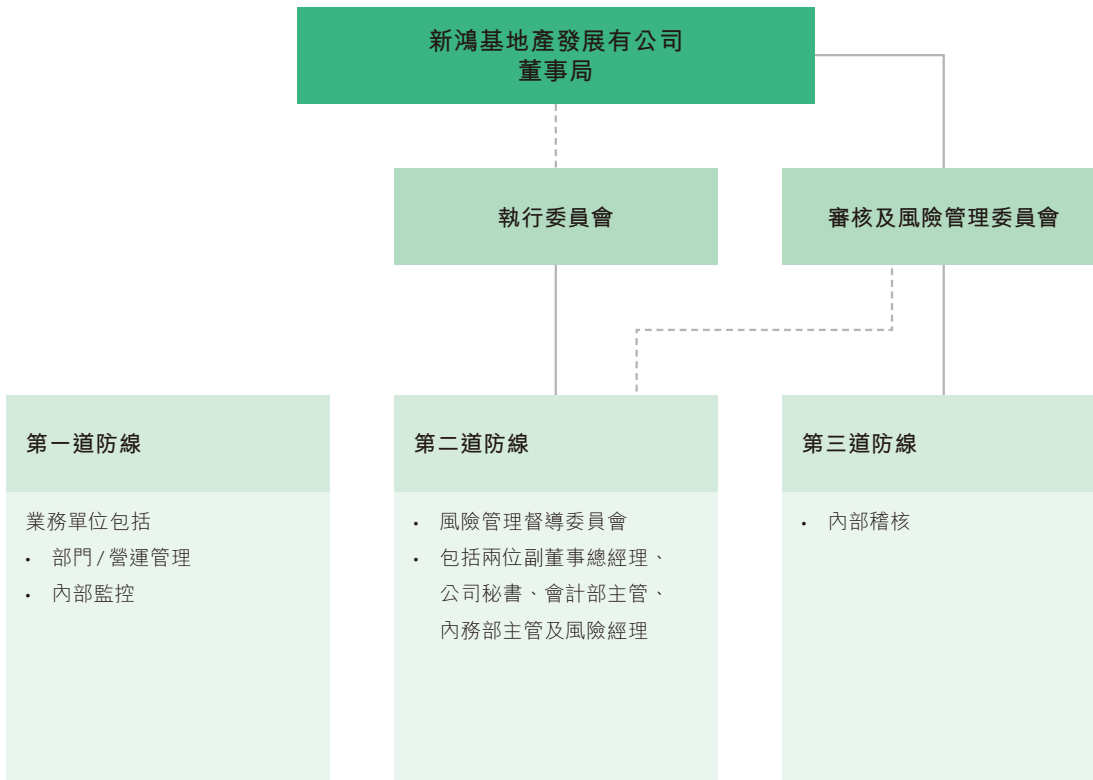 新鴻基地產發展有公司
董事局
執行委員會
審核及風險管理委員會
第一道防線
業務單位包括
• 部門/營運管理
• 內部監控
第二道防線
• 風險管理督導委員會
• 包括兩位副董事總經理、
公司秘書、會計部主管、
內務部主管及風險經理
第三道防線
• 內部稽核